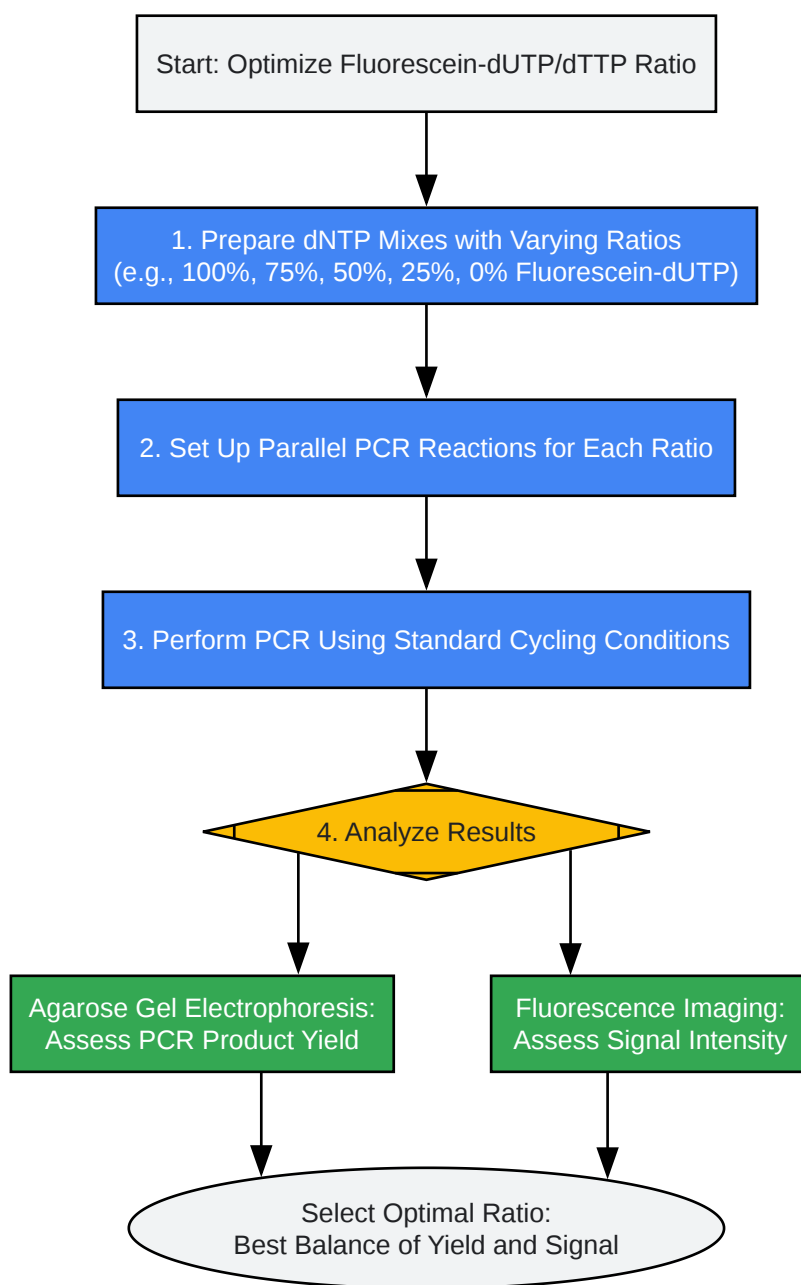 Start: Optimize Fluorescein-dUTP/dTTP Ratio
1. Prepare dNTP Mixes with Varying Ratios
(e.g., 100%, 75%, 50%, 25%, 0% Fluorescein-dUTP)
2. Set Up Parallel PCR Reactions for Each Ratio
3. Perform PCR Using Standard Cycling Conditions
4. Analyze Results
Agarose Gel Electrophoresis:
Assess PCR Product Yield
Fluorescence Imaging:
Assess Signal Intensity
Select Optimal Ratio:
Best Balance of Yield and Signal